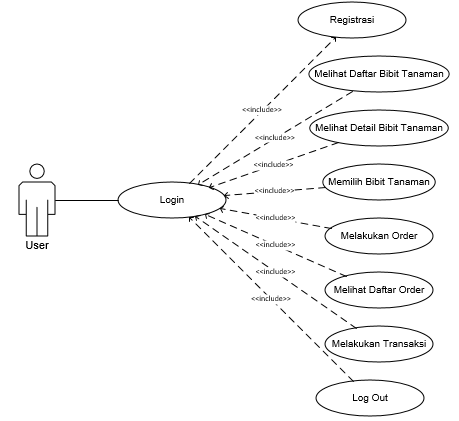 Registrasi
<<include>>
Melihat Daftar Bibit Tanaman
<<include>>
Melihat Detail Bibit Tanaman
<<include>>
Memilih Bibit Tanaman
<<include>>
Login
User
Melakukan Order
<<include>>
Melihat Daftar Order
<<include>>
Melakukan Transaksi
<<include>>
Log Out
<<include>>